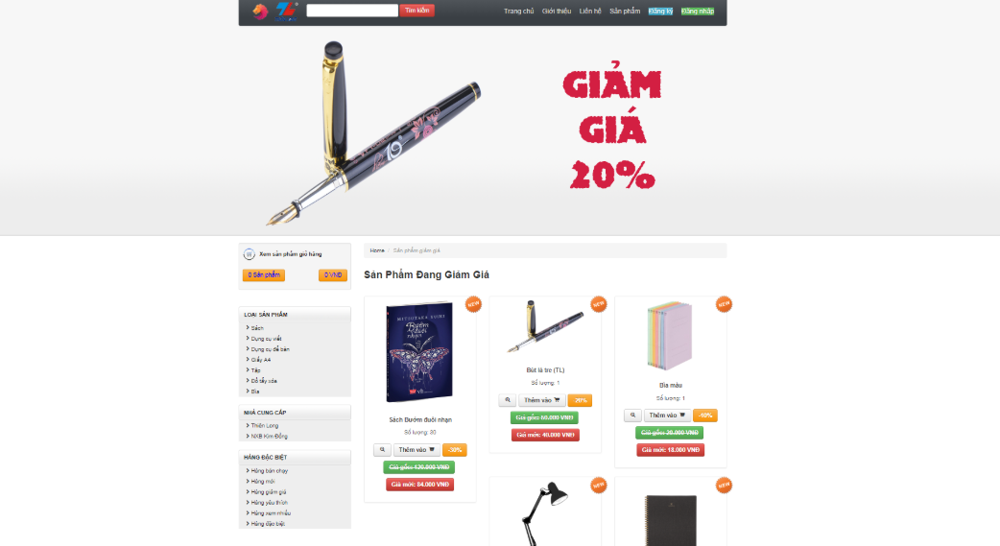 Tìm kiếm
Trang chủ Giới thiệu Liên hệ Sản phẩm Đăng ký Đăng nhập
GIẢM
GIÁ
20%
Xem sản phẩm giỏ hàng
0 Sản phẩm 0 VNĐ
LOẠI SẢN PHẨM
Sách
Dụng cụ viết
Dụng cụ để bàn
Giấy A4
Tập
Đồ tẩy xóa
Bìa
NHÀ CUNG CẤP
Thiên Long
NXB Kim Đồng
HÀNG ĐẶC BIỆT
Hàng bán chạy
Hàng mới
Hàng giảm giá
Hàng yêu thích
Hàng xem nhiều
Hàng đặc biệt
Home / Sản phẩm giảm giá
Sản Phẩm Đang Giảm Giá
NEW
MITSUTAKA
Bướm
đuôi
nhạn
Sách Bướm đuôi nhạn
Số lượng: 30
Thêm vào -30%
Giá gốc: 120.000 VNĐ
Giá mới: 84.000 VNĐ
NEW
Bút lá tre (TL)
Số lượng: 1
Thêm vào -20%
Giá gốc: 50.000 VNĐ
Giá mới: 40.000 VNĐ
NEW
Bìa màu
Số lượng: 1
Thêm vào -10%
Giá gốc: 20.000 VNĐ
Giá mới: 18.000 VNĐ
NEW
NEW